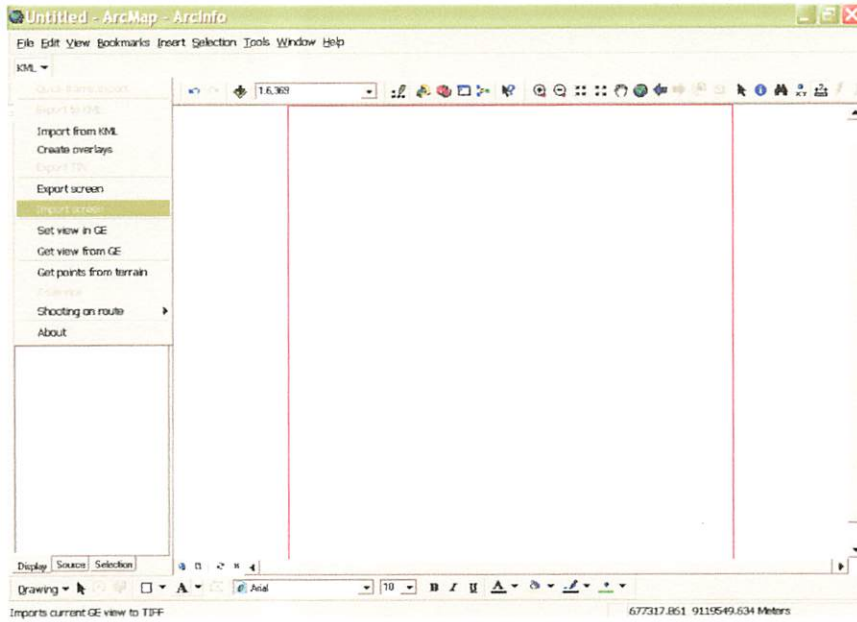 Untitled - ArcMap - ArcInfo
File Edit View Bookmarks Insert Selection Tools Window Help
KML
1:6,369
Import from KML
Create overlays
Export screen
Import screen
Set view in GE
Get view from GE
Get points from terrain
Shooting on route
About
Display Source Selection
Drawing A Arial 10 B I U A
Imports current GE view to TIFF
677317.861 9119549.634 Meters